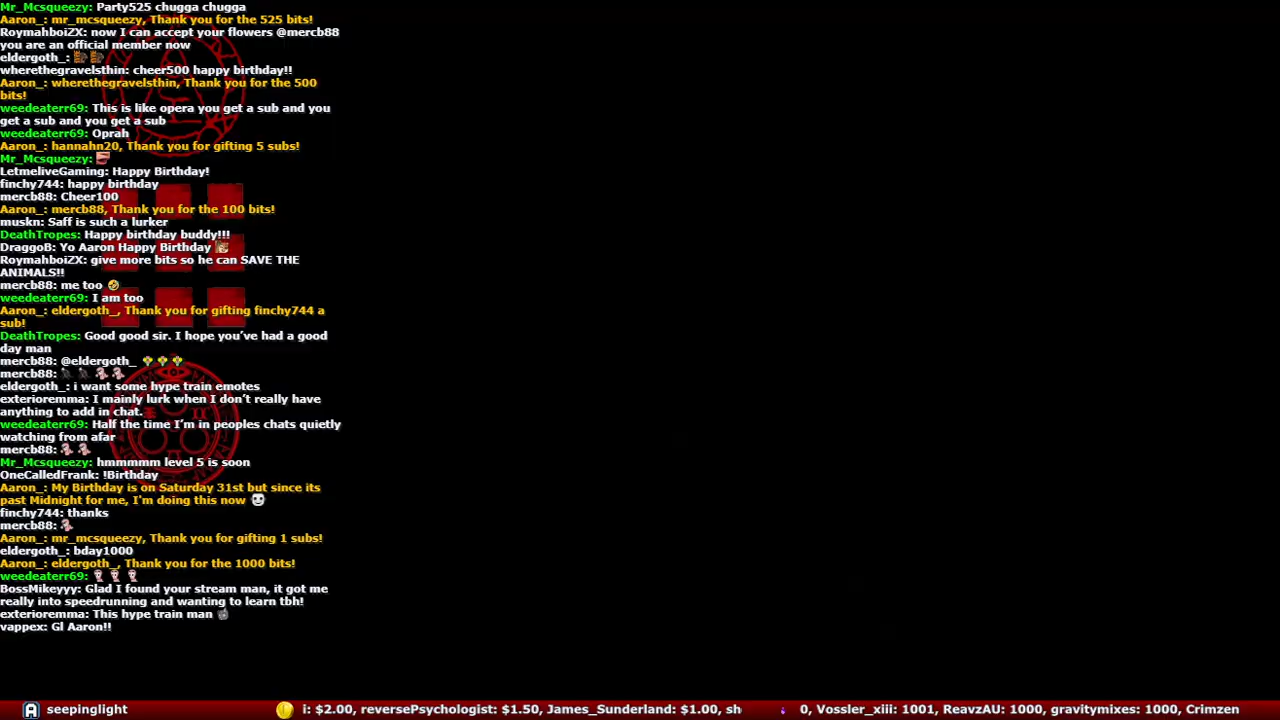 Mr_Mcsqueezy: Party525 chugga chugga
Aaron_: mr_mcsqueezy, Thank you for the 525 bits!
RoymahboiZX: now I can accept your flowers @mercb88
you are an official member now
eldergoth_:
wherethegravelsthin: cheer500 happy birthday!!
Aaron_: wherethegravelsthin, Thank you for the 500
bits!
weedeaterr69: This is like opera you get a sub and you
get a sub and you get a sub
weedeaterr69: Oprah
Aaron_: hannahn20, Thank you for gifting 5 subs!
Mr_Mcsqueezy:
LetmeliveGaming: Happy Birthday!
finchy744: happy birthday
mercb88: Cheer100
Aaron_: mercb88, Thank you for the 100 bits!
muskn: Saff is such a lurker
DeathTropes: Happy birthday buddy!!!
DraggoB: Yo Aaron Happy Birthday
RoymahboiZX: give more bits so he can SAVE THE
ANIMALS!!
mercb88: me too 🤣
weedeaterr69: I am too
Aaron_: eldergoth_, Thank you for gifting finchy744 a
sub!
DeathTropes: Good good sir. I hope you’ve had a good
day man
mercb88: @eldergoth_
mercb88:
eldergoth_: i want some hype train emotes
exterioremma: I mainly lurk when I don’t really have
anything to add in chat.
weedeaterr69: Half the time I’m in peoples chats quietly
watching from afar
mercb88:
Mr_Mcsqueezy: hmmmmm level 5 is soon
OneCalledFrank: !Birthday
Aaron_: My Birthday is on Saturday 31st but since its
past Midnight for me, I'm doing this now
finchy744: thanks
mercb88:
Aaron_: mr_mcsqueezy, Thank you for gifting 1 subs!
eldergoth_: bday1000
Aaron_: eldergoth_, Thank you for the 1000 bits!
weedeaterr69:
BossMikeyyy: Glad I found your stream man, it got me
really into speedrunning and wanting to learn tbh!
exterioremma: This hype train man
vappex: Gl Aaron!!
seepinglight i: $2.00, reversePsychologist: $1.50, James_Sunderland: $1.00, sh 0, Vossler_xiii: 1001, ReavzAU: 1000, gravitymixes: 1000, Crimzen